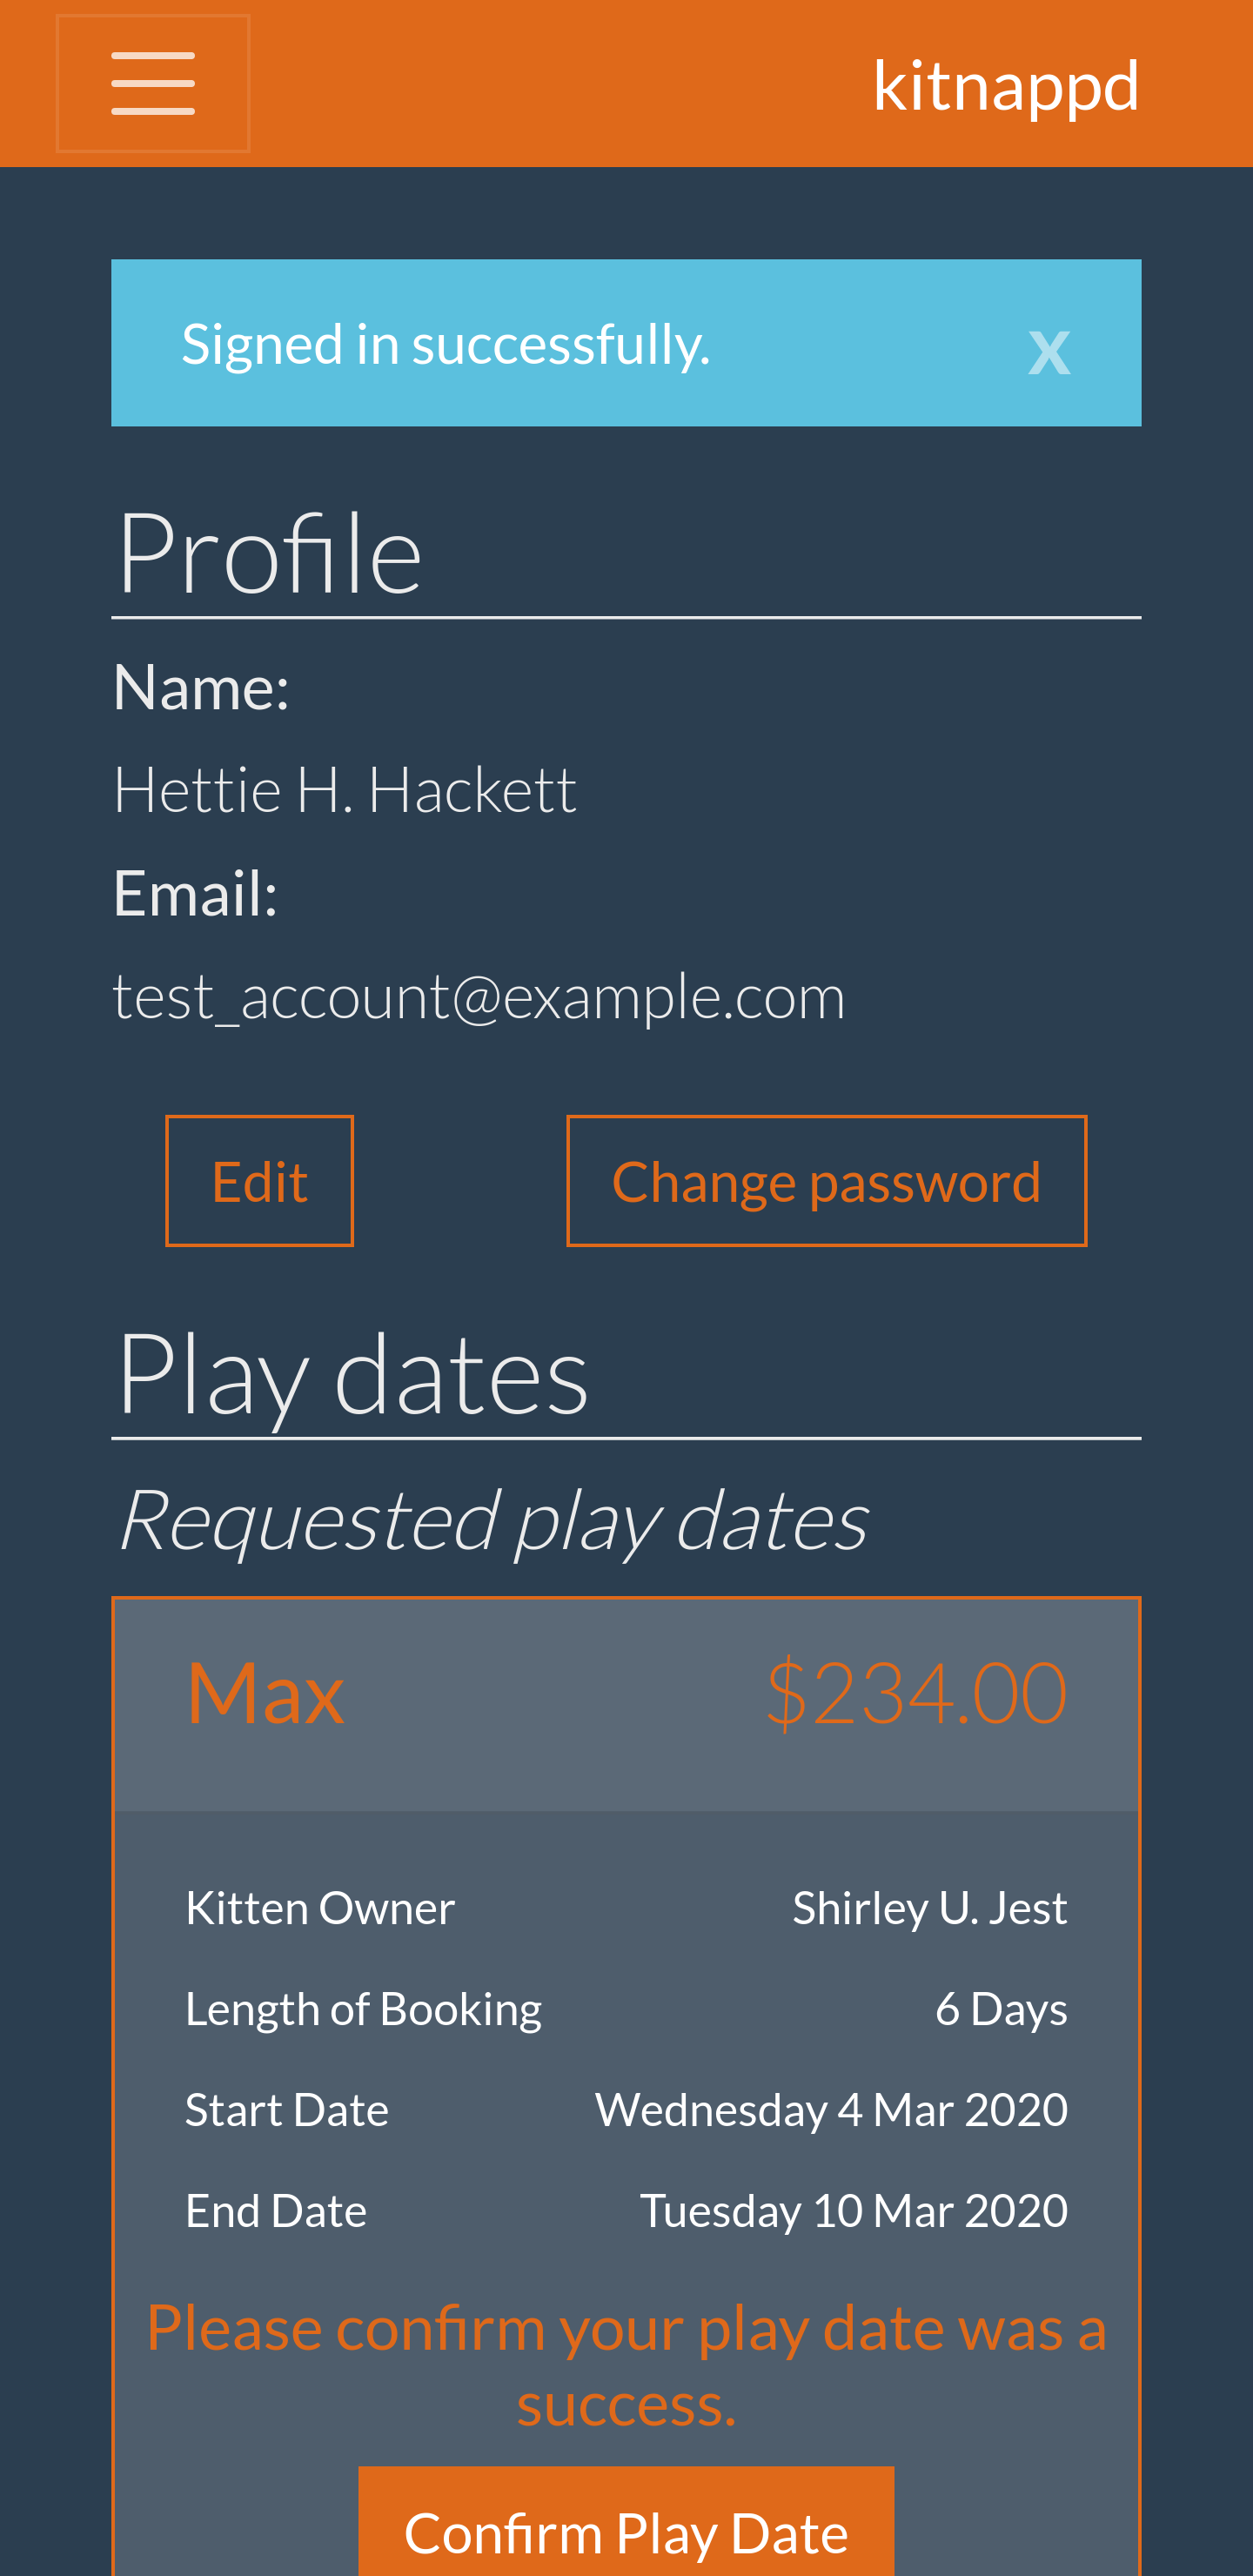 kitnappd
Signed in successfully.
x
Profile
Name:
Hettie H. Hackett
Email:
test_account@example.com
Edit
Change password
Play dates
Requested play dates
Max $234.00
Kitten Owner Shirley U. Jest
Length of Booking 6 Days
Start Date Wednesday 4 Mar 2020
End Date Tuesday 10 Mar 2020
Please confirm your play date was a
success.
Confirm Play Date